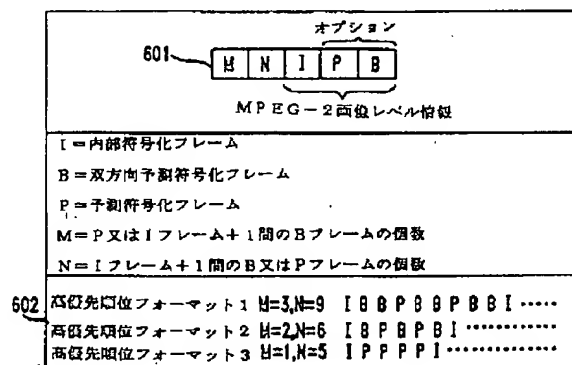 オプション
601 M N I P B
MPEG-2画像レベル情報
I=内部符号化フレーム
B=双方向予測符号化フレーム
P=予測符号化フレーム
M=P又はIフレーム+1間のBフレームの個数
N=Iフレーム+1間のB又はPフレームの個数
602 高優先順位フォーマット1 M=3,N=9 I B B P B B P B B I ·····
高優先順位フォーマット2 M=2,N=6 I B P B P B I ············
高優先順位フォーマット3 M=1,N=5 I P P P P I ··············